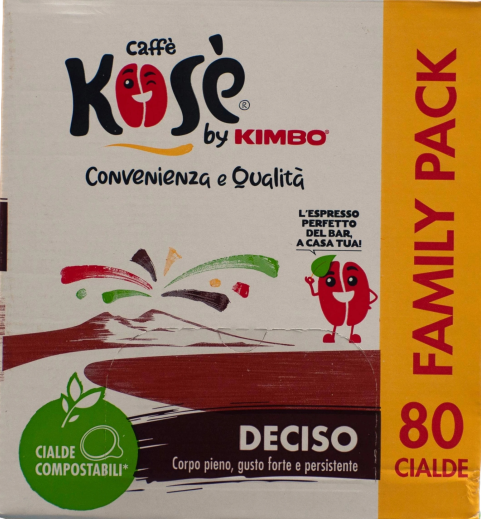 Caffè
Kosè®
by KIMBO®
Convenienza e Qualità
L'ESPRESSO
PERFETTO
DEL BAR,
A CASA TUA!
FAMILY PACK
80
CIALDE
CIALDE
COMPOSTABILI*
DECISO
Corpo pieno, gusto forte e persistente